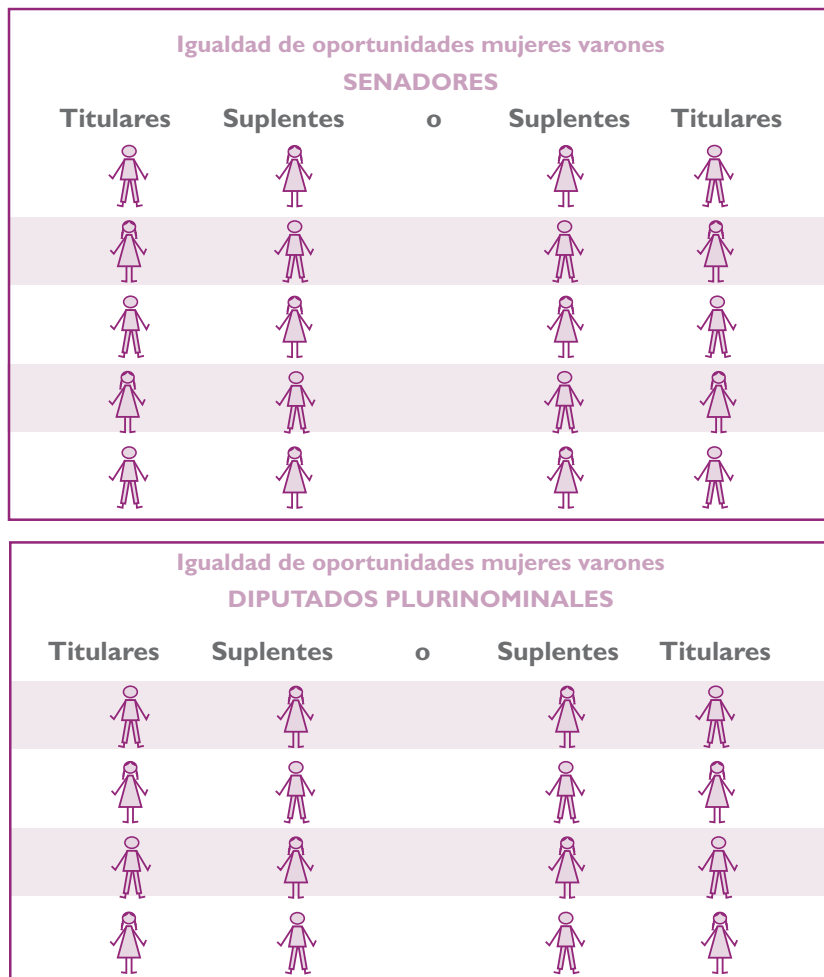 Igualdad de oportunidades mujeres varones
SENADORES
Titulares Suplentes o Suplentes Titulares
Igualdad de oportunidades mujeres varones
DIPUTADOS PLURINOMINALES
Titulares Suplentes o Suplentes Titulares